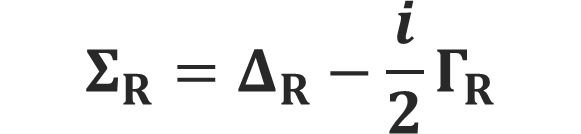 Σ_R = Δ_R − i/2 Γ_R